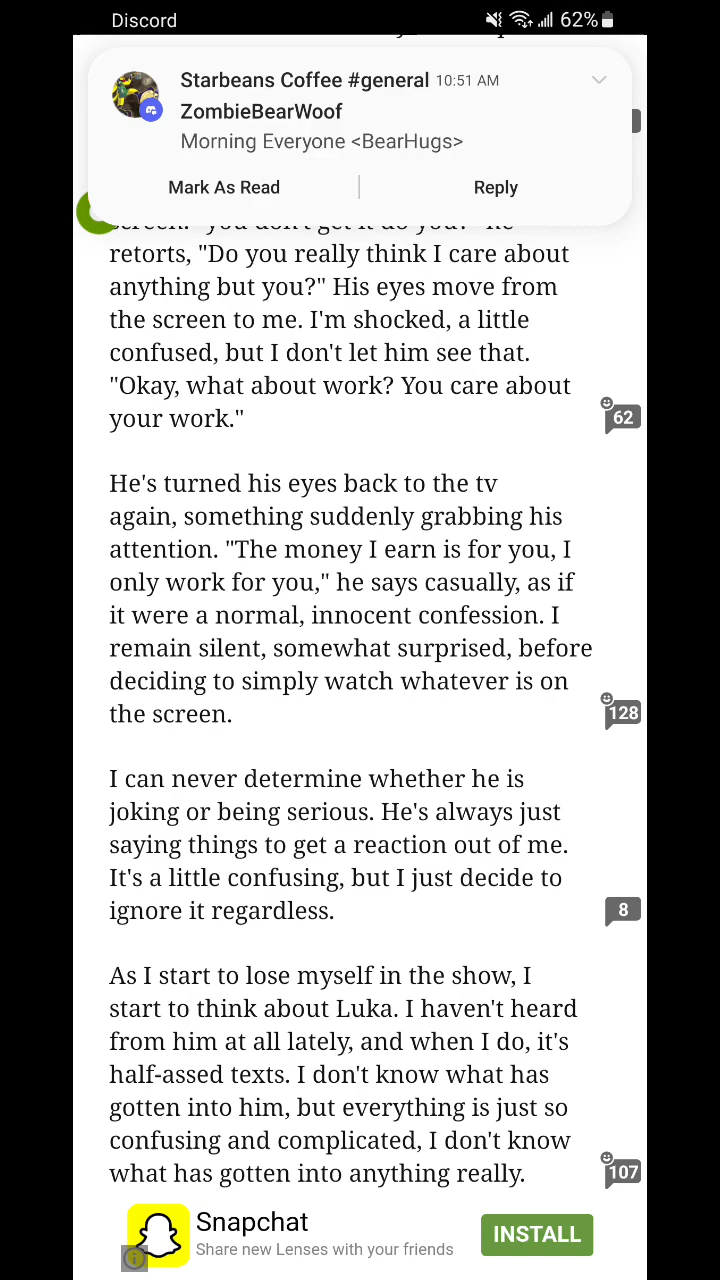 Discord
62%
Starbeans Coffee #general 10:51 AM
ZombieBearWoof
Morning Everyone <BearHugs>
Mark As Read
Reply
screen. "you don't get it do you?" he
retorts, "Do you really think I care about
anything but you?" His eyes move from
the screen to me. I'm shocked, a little
confused, but I don't let him see that.
"Okay, what about work? You care about
your work."
62
He's turned his eyes back to the tv
again, something suddenly grabbing his
attention. "The money I earn is for you, I
only work for you," he says casually, as if
it were a normal, innocent confession. I
remain silent, somewhat surprised, before
deciding to simply watch whatever is on
the screen.
128
I can never determine whether he is
joking or being serious. He's always just
saying things to get a reaction out of me.
It's a little confusing, but I just decide to
ignore it regardless.
8
As I start to lose myself in the show, I
start to think about Luka. I haven't heard
from him at all lately, and when I do, it's
half-assed texts. I don't know what has
gotten into him, but everything is just so
confusing and complicated, I don't know
what has gotten into anything really.
107
Snapchat
Share new Lenses with your friends
INSTALL